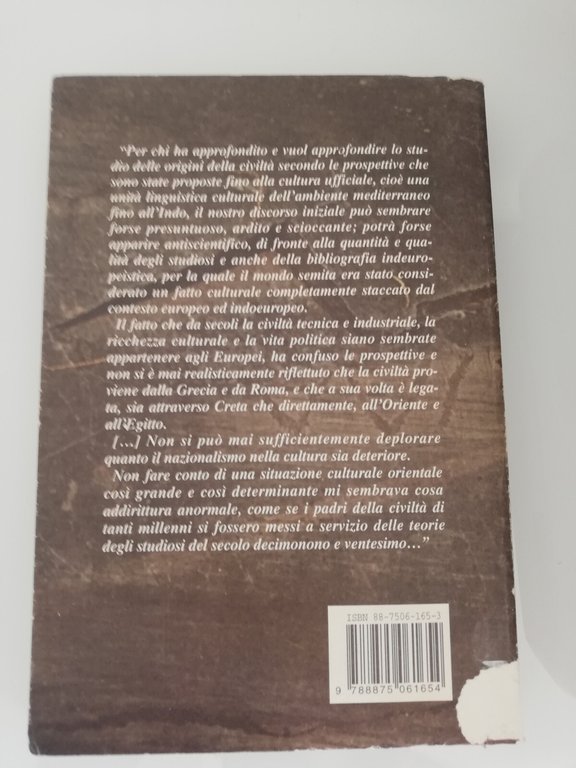 “Per chi ha approfondito e vuol approfondire lo stu-
dio delle origini della civiltà secondo le prospettive che
sono state proposte fino alla cultura ufficiale, cioè una
unità linguistica culturale dell'ambiente mediterraneo
fino all'Indo, il nostro discorso iniziale può sembrare
forse presuntuoso, ardito e scioccante; potrà forse
apparire antiscientifico, di fronte alla quantità e qua-
lità degli studiosi e anche della bibliografia indeuro-
peistica, per la quale il mondo semita era stato consi-
derato un fatto culturale completamente staccato dal
contesto europeo ed indoeuropeo.
Il fatto che da secoli la civiltà tecnica e industriale, la
ricchezza culturale e la vita politica siano sembrate
appartenere agli Europei, ha confuso le prospettive e
non si è mai realisticamente riflettuto che la civiltà pro-
viene dalla Grecia e da Roma, e che a sua volta è lega-
ta, sia attraverso Creta che direttamente, all'Oriente e
all'Egitto.
[...] Non si può mai sufficientemente deplorare
quanto il nazionalismo nella cultura sia deteriore.
Non fare conto di una situazione culturale orientale
così grande e così determinante mi sembrava cosa
addirittura anormale, come se i padri della civiltà di
tanti millenni si fossero messi a servizio delle teorie
degli studiosi del secolo decimonono e ventesimo...”
ISBN 88-7506-165-3
9 788875 061654